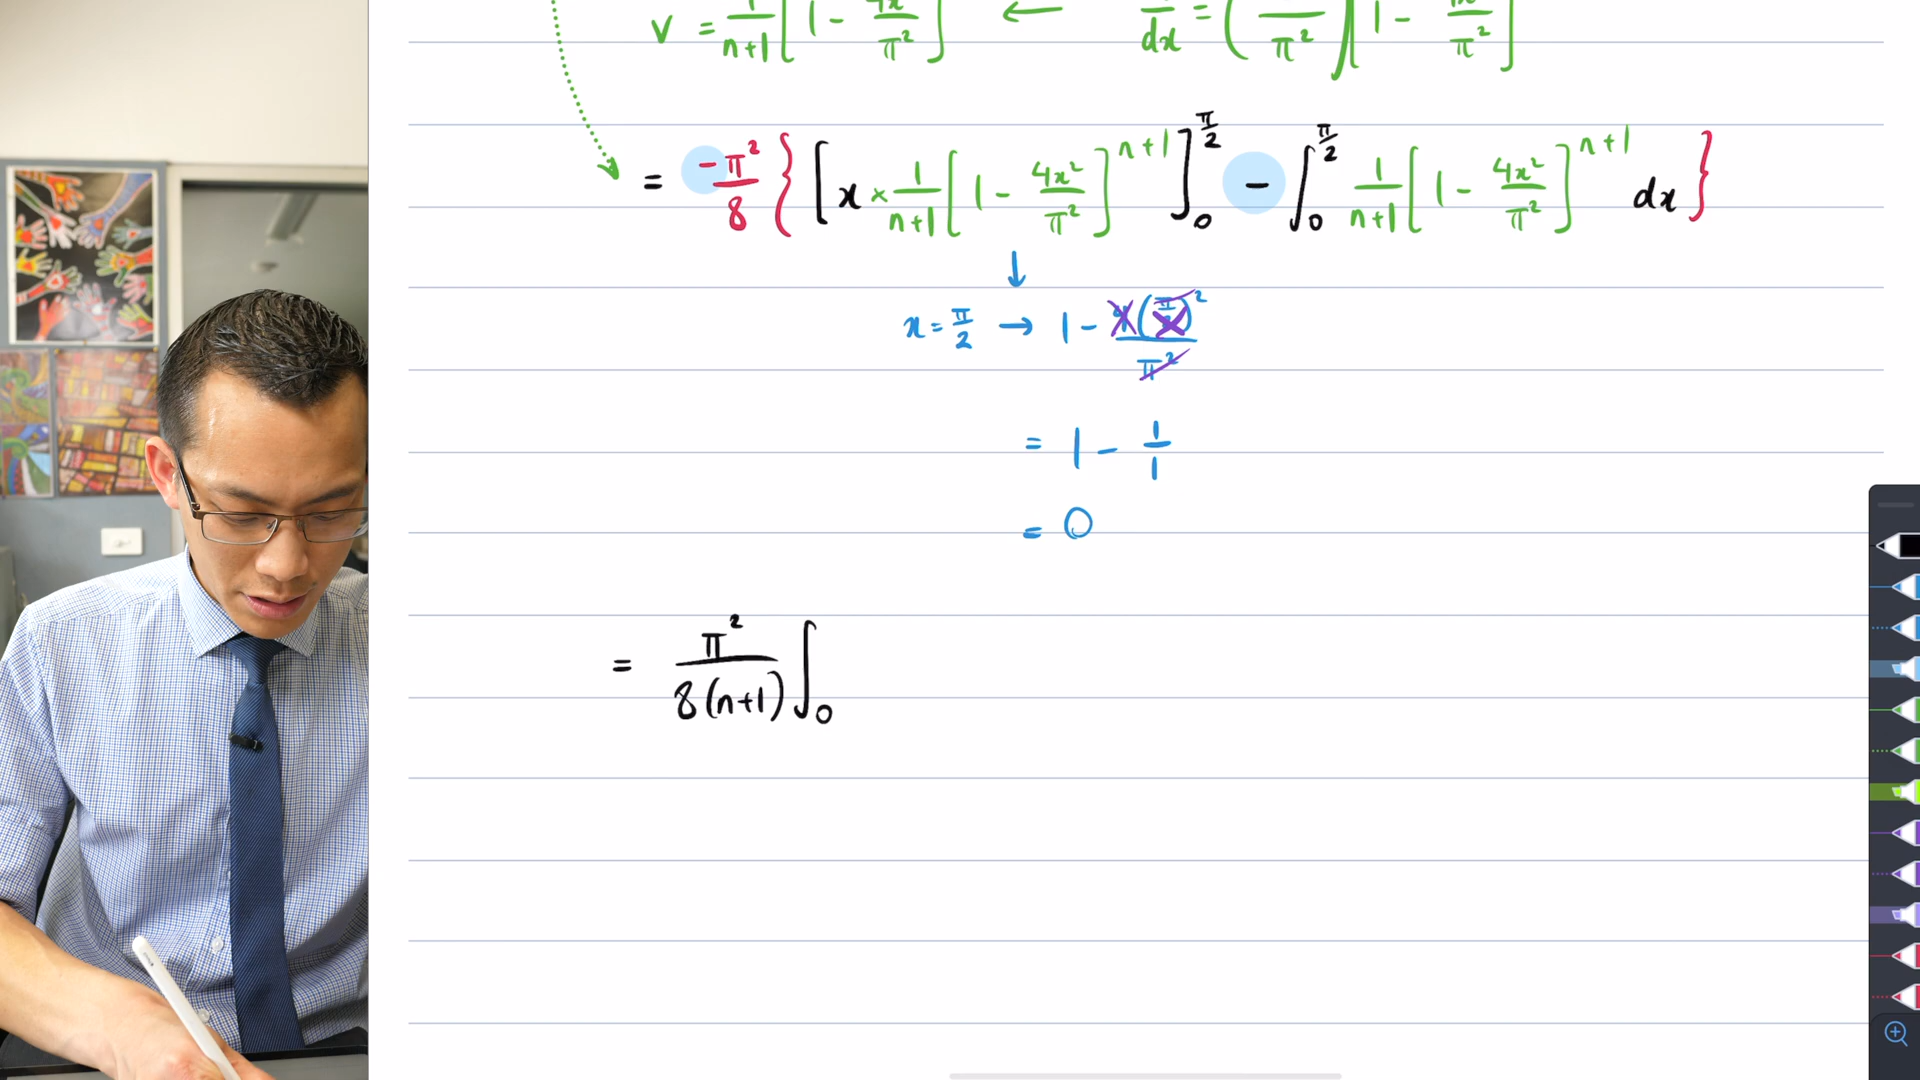 v = 1/(n+1) [1 - 4x/π² ] ← /dx = ( /π²)[1 - 4x/π² ]
= -π²/8 { [x × 1/(n+1) [1 - 4x²/π²]^(n+1)]₀^(π/2) - ∫₀^(π/2) 1/(n+1) [1 - 4x²/π²]^(n+1) dx }
↓
x = π/2 → 1 - 4(π/2)²/π²
= 1 - 1/1
= 0
= π²/8(n+1) ∫₀